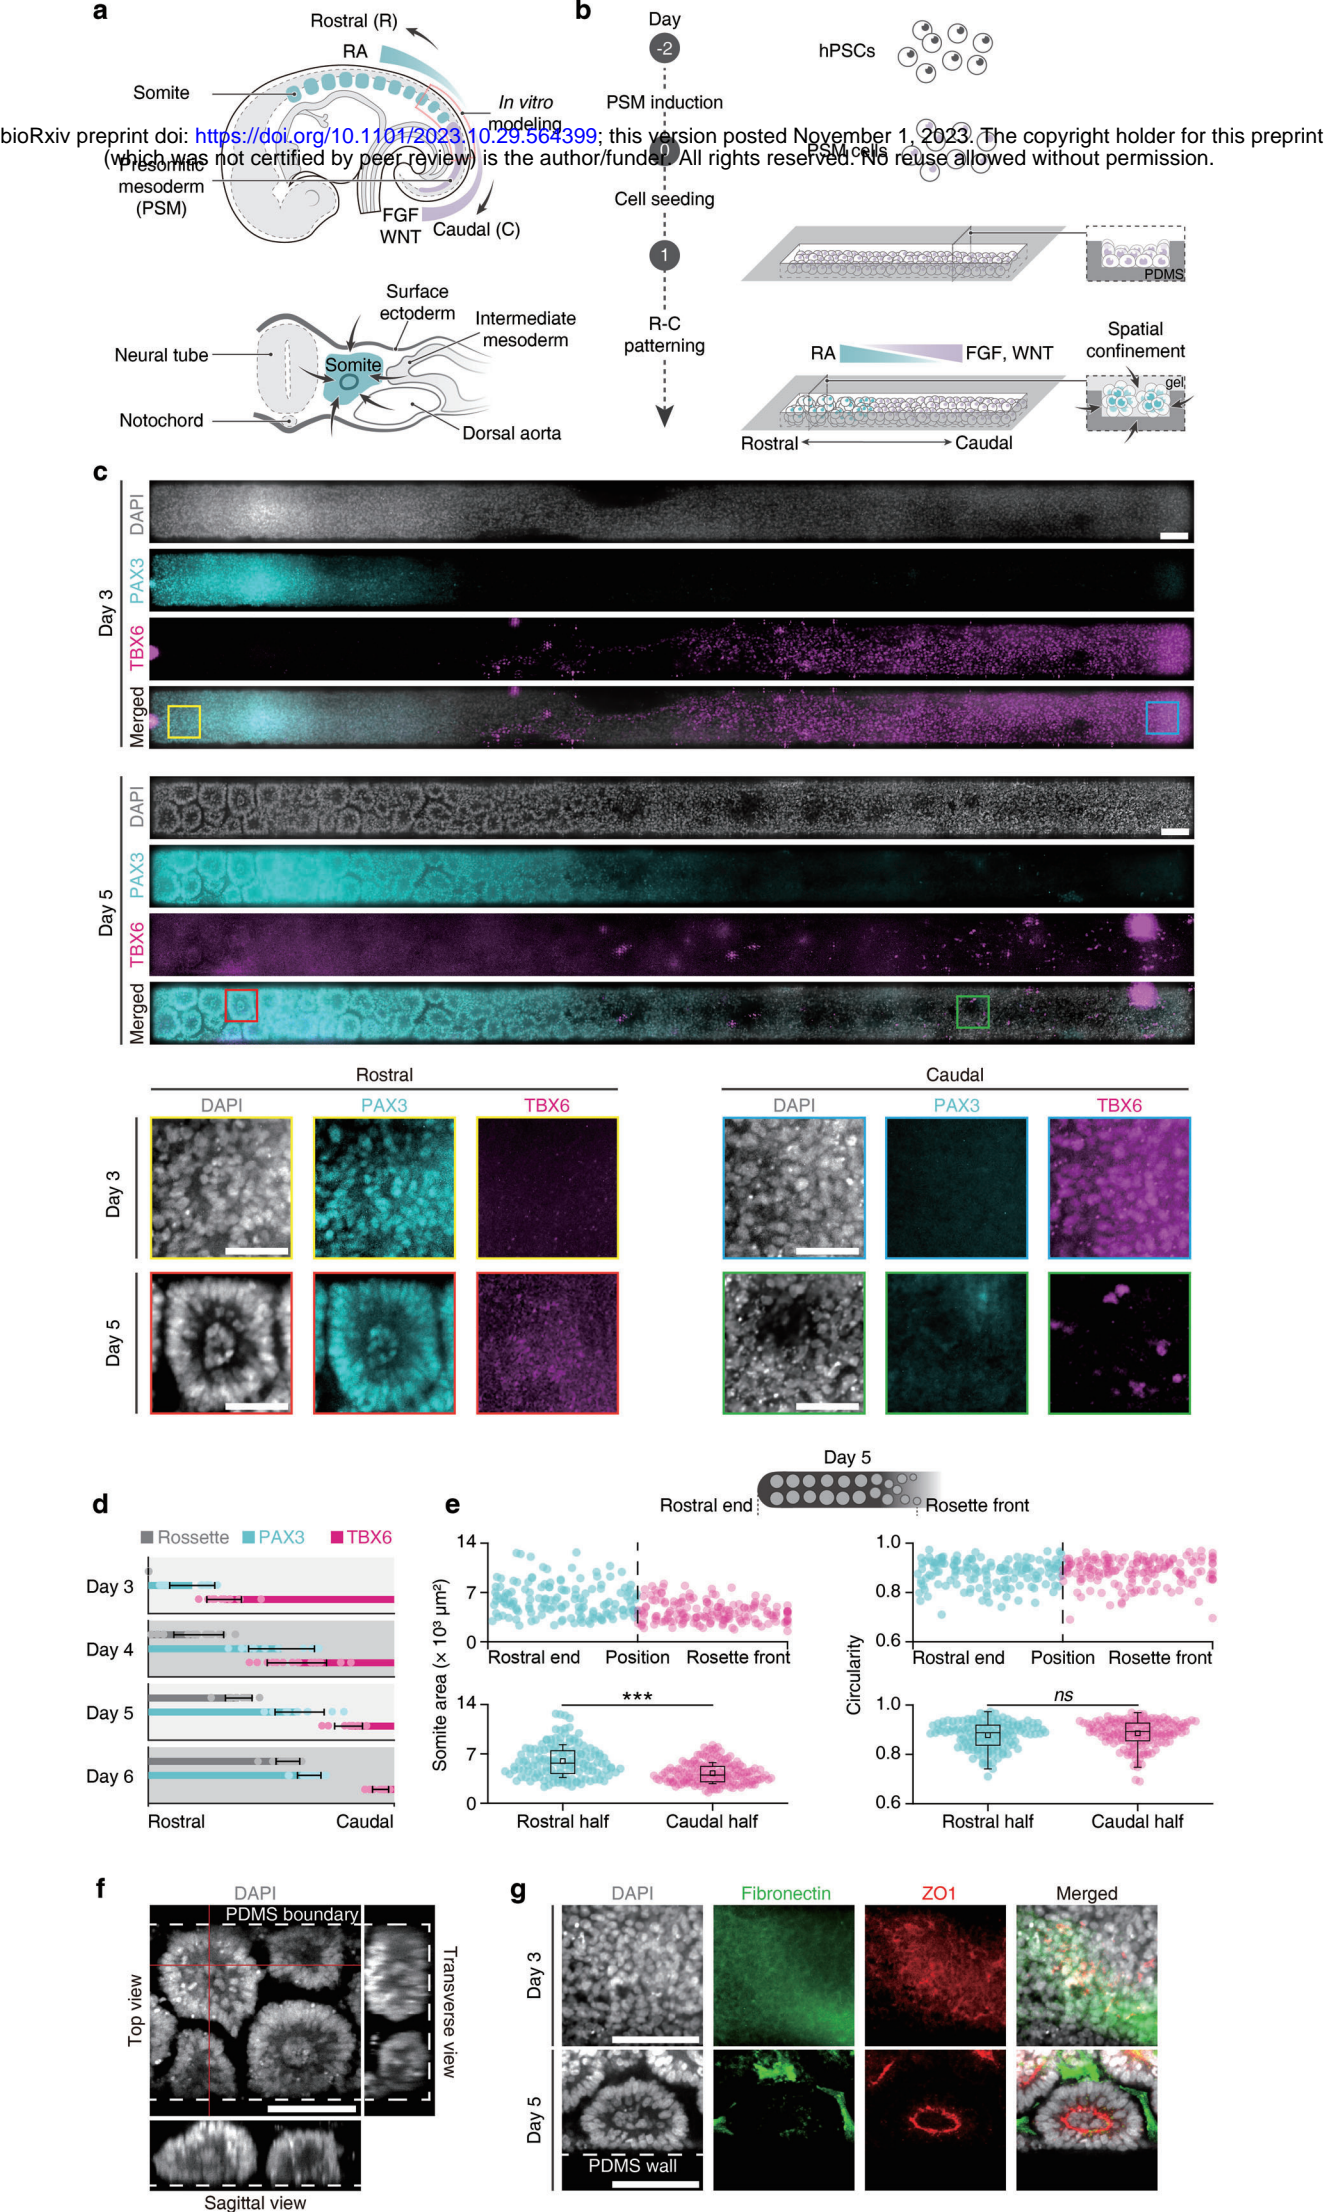 a
Rostral (R)
RA
Somite
In vitro
modeling
bioRxiv preprint doi: https://doi.org/10.1101/2023.10.29.564399; this version posted November 1, 2023. The copyright holder for this preprint
(which was not certified by peer review) is the author/funder. All rights reserved. No reuse allowed without permission.
Presomitic
mesoderm
(PSM)
FGF
WNT
Caudal (C)
Surface
ectoderm
Intermediate
mesoderm
Neural tube
Somite
Notochord
Dorsal aorta
b
Day
-2
hPSCs
PSM induction
0
PSM cells
Cell seeding
1
PDMS
R-C
patterning
RA
FGF, WNT
Spatial
confinement
gel
Rostral
Caudal
c
Day 3
DAPI
PAX3
TBX6
Merged
Day 5
DAPI
PAX3
TBX6
Merged
Rostral
Caudal
DAPI
PAX3
TBX6
DAPI
PAX3
TBX6
Day 3
Day 5
d
Rossette
PAX3
TBX6
Day 3
Day 4
Day 5
Day 6
Rostral
Caudal
e
Day 5
Rostral end
Rosette front
Somite area (× 10³ μm²)
14
7
0
Rostral end
Position
Rosette front
14
7
0
***
Rostral half
Caudal half
Circularity
1.0
0.8
0.6
Rostral end
Position
Rosette front
1.0
0.8
0.6
ns
Rostral half
Caudal half
f
DAPI
PDMS boundary
Top view
Transverse view
Sagittal view
g
DAPI
Fibronectin
ZO1
Merged
Day 3
Day 5
PDMS wall